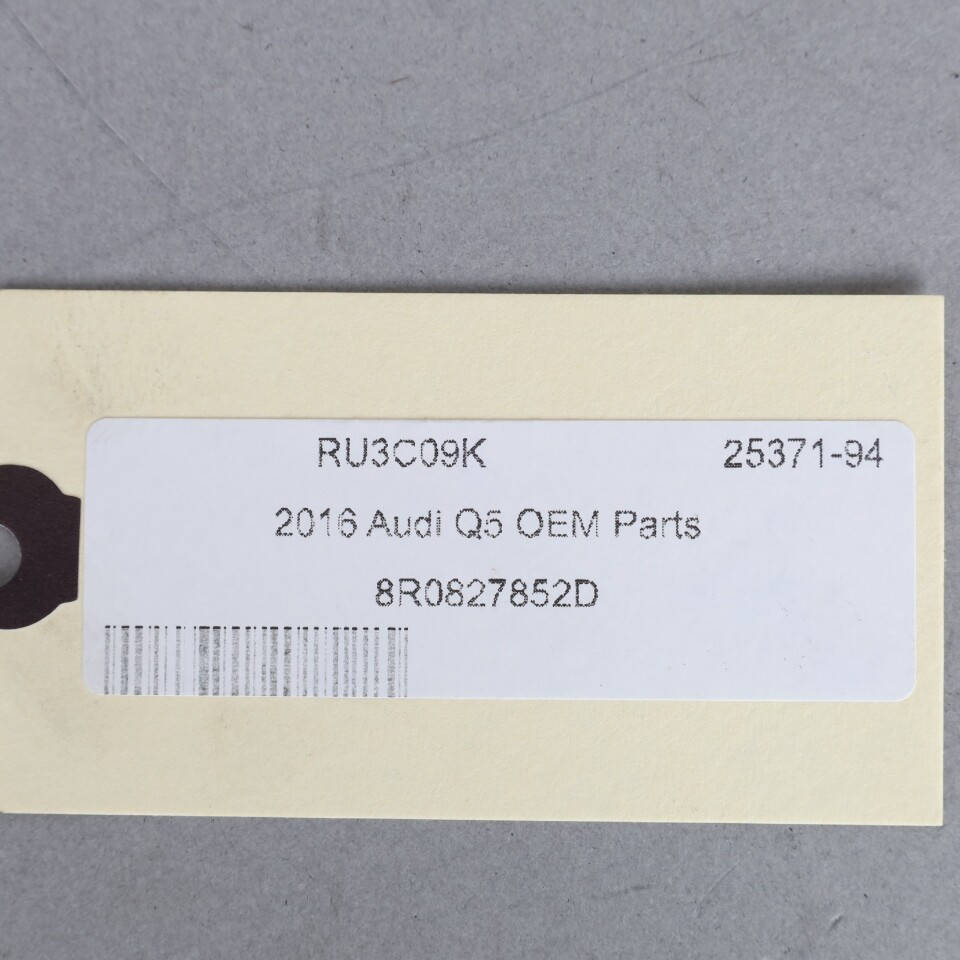 RU3C09K 25371-94
2016 Audi Q5 OEM Parts
8R0827852D